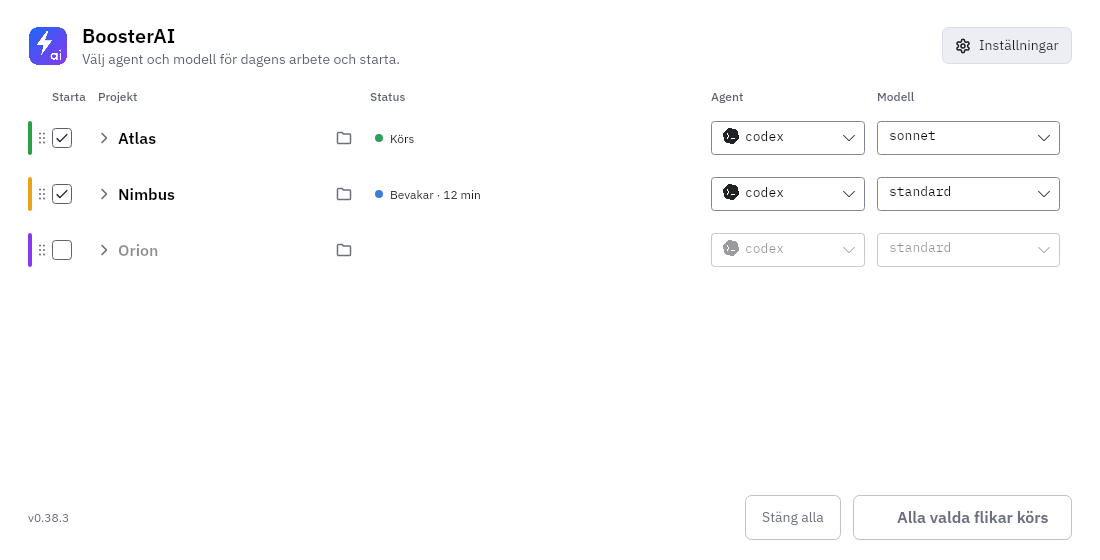 ai
BoosterAI
Välj agent och modell för dagens arbete och starta.
Inställningar
Starta Projekt Status Agent Modell
Atlas Körs codex sonnet
Nimbus Bevakar · 12 min codex standard
Orion codex standard
v0.38.3 Stäng alla Alla valda flikar körs